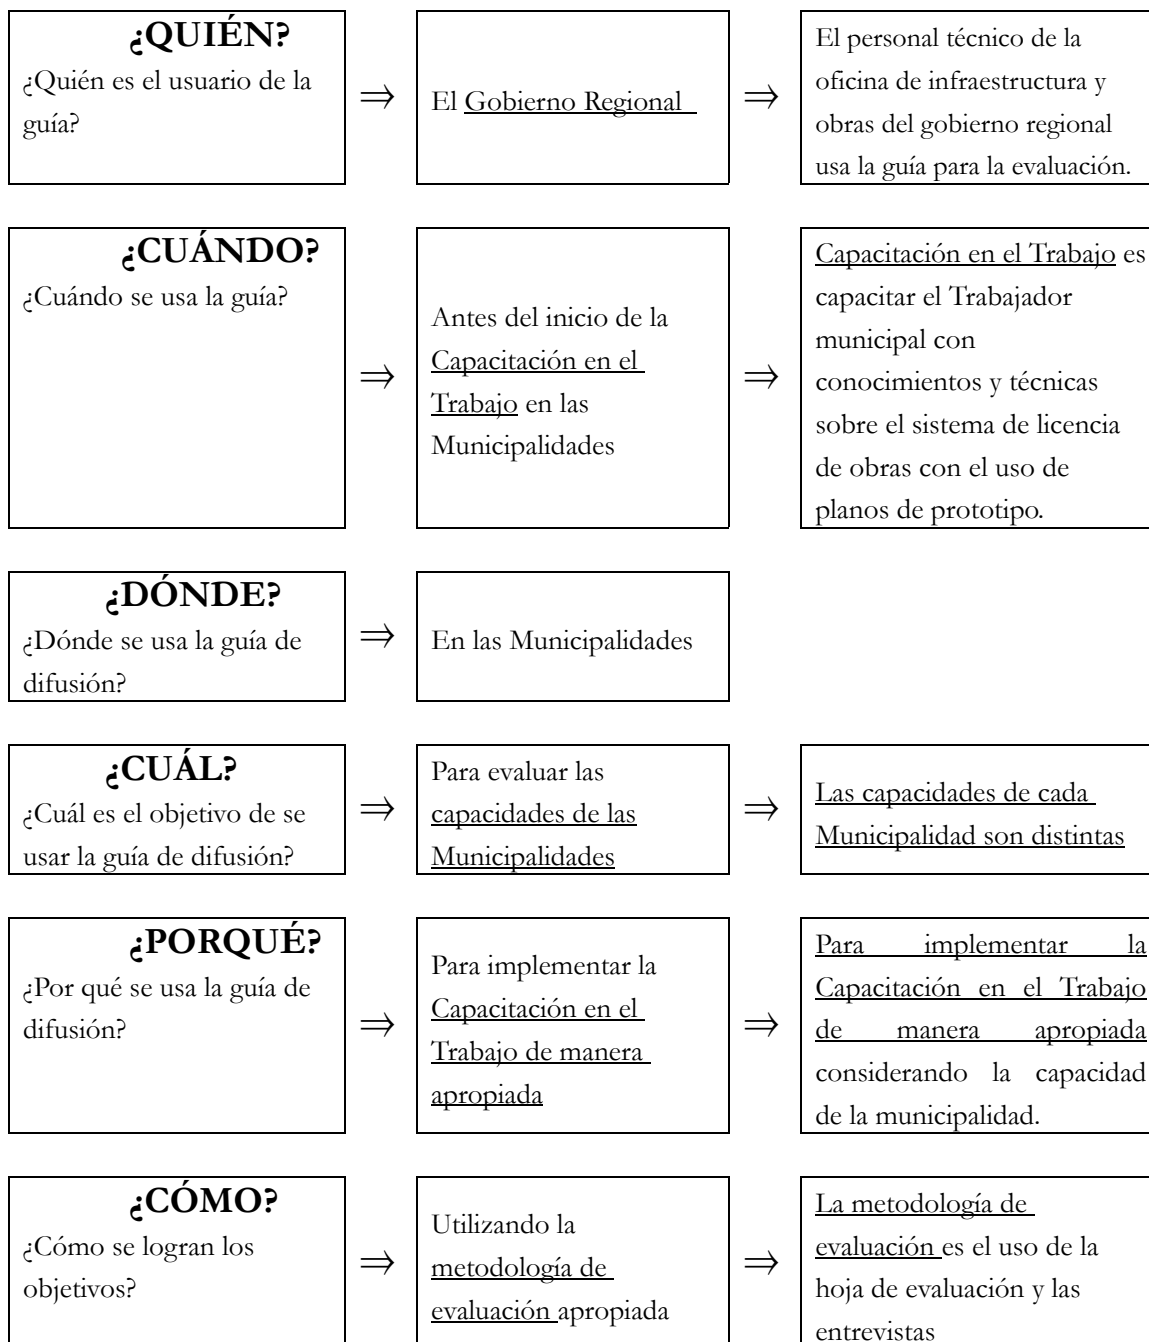 ¿QUIÉN?
¿Quién es el usuario de la
guía?
⇒
El Gobierno Regional
⇒
El personal técnico de la
oficina de infraestructura y
obras del gobierno regional
usa la guía para la evaluación.
¿CUÁNDO?
¿Cuándo se usa la guía?
⇒
Antes del inicio de la
Capacitación en el
Trabajo en las
Municipalidades
⇒
Capacitación en el Trabajo es
capacitar el Trabajador
municipal con
conocimientos y técnicas
sobre el sistema de licencia
de obras con el uso de
planos de prototipo.
¿DÓNDE?
¿Dónde se usa la guía de
difusión?
⇒
En las Municipalidades
¿CUÁL?
¿Cuál es el objetivo de se
usar la guía de difusión?
⇒
Para evaluar las
capacidades de las
Municipalidades
⇒
Las capacidades de cada
Municipalidad son distintas
¿PORQUÉ?
¿Por qué se usa la guía de
difusión?
⇒
Para implementar la
Capacitación en el
Trabajo de manera
apropiada
⇒
Para implementar la
Capacitación en el Trabajo
de manera apropiada
considerando la capacidad
de la municipalidad.
¿CÓMO?
¿Cómo se logran los
objetivos?
⇒
Utilizando la
metodología de
evaluación apropiada
⇒
La metodología de
evaluación es el uso de la
hoja de evaluación y las
entrevistas